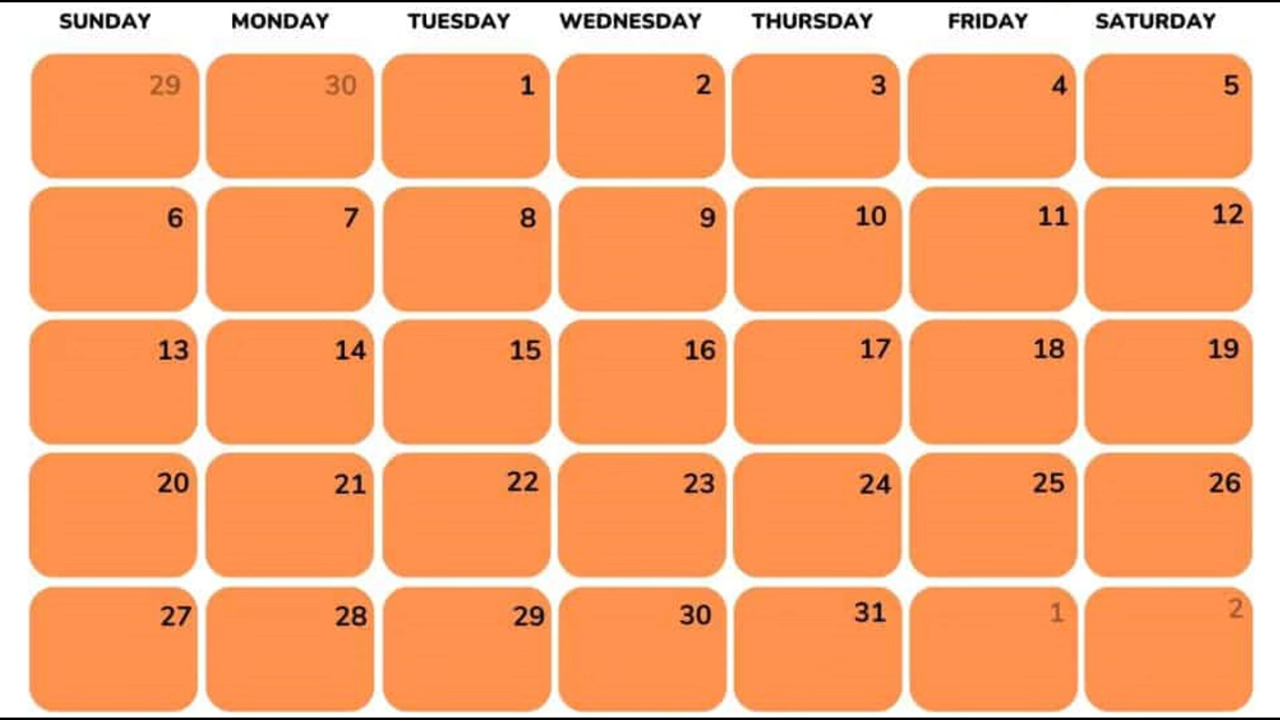 SUNDAY MONDAY TUESDAY WEDNESDAY THURSDAY FRIDAY SATURDAY
29 30 1 2 3 4 5
6 7 8 9 10 11 12
13 14 15 16 17 18 19
20 21 22 23 24 25 26
27 28 29 30 31 1 2